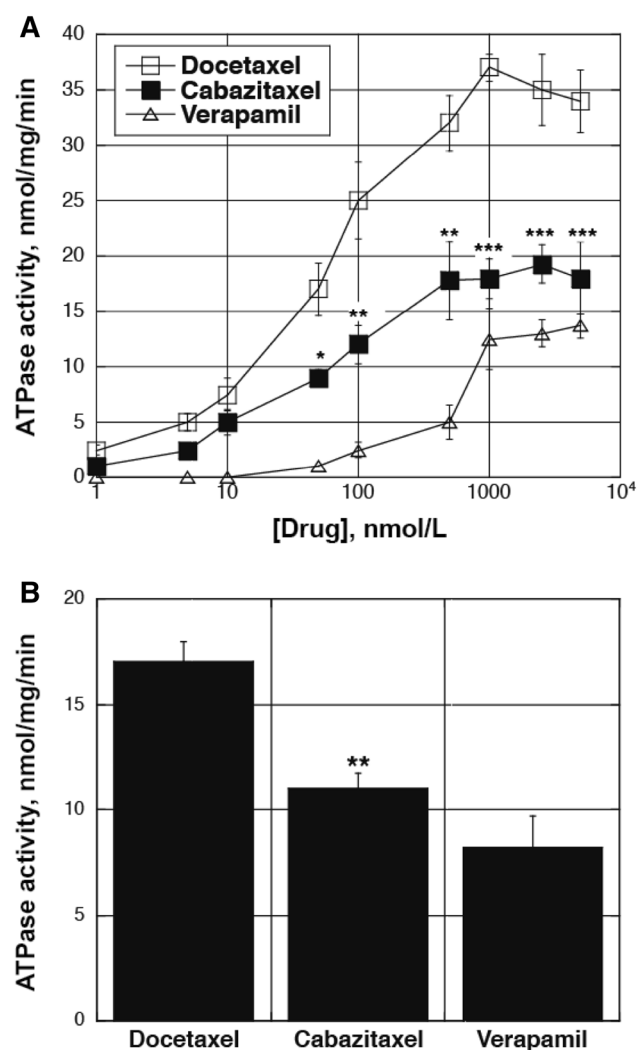 A
ATPase activity, nmol/mg/min
40
35
30
25
20
15
10
5
0
Docetaxel
Cabazitaxel
Verapamil
*
**
**
***
***
***
1
10
100
1000
10⁴
[Drug], nmol/L
B
ATPase activity, nmol/mg/min
20
15
10
5
0
**
Docetaxel
Cabazitaxel
Verapamil